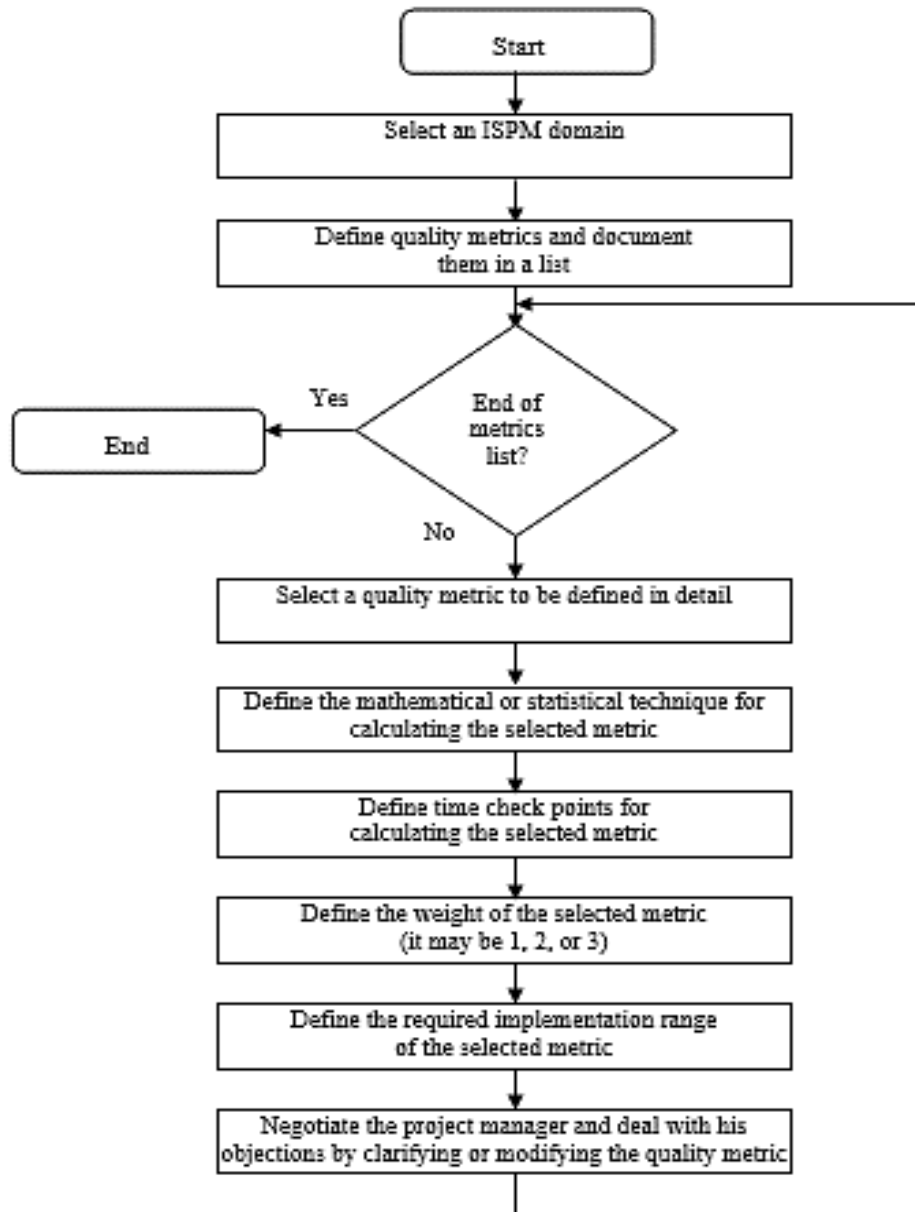 Start
Select an ISPM domain
Define quality metrics and document
them in a list
End of
metrics
list?
Yes
End
No
Select a quality metric to be defined in detail
Define the mathematical or statistical technique for
calculating the selected metric
Define time check points for
calculating the selected metric
Define the weight of the selected metric
(it may be 1, 2, or 3)
Define the required implementation range
of the selected metric
Negotiate the project manager and deal with his
objections by clarifying or modifying the quality metric